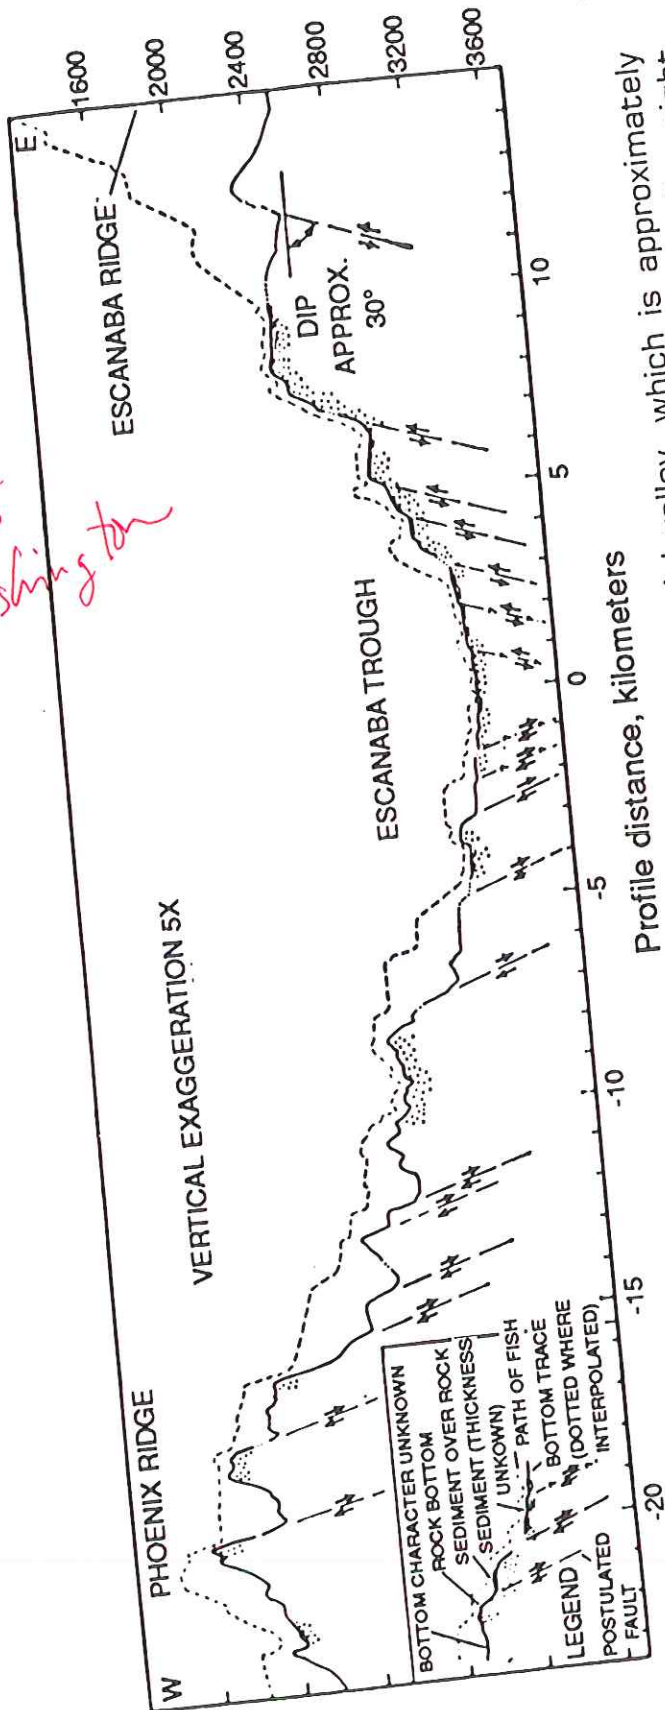 shington
W
PHOENIX RIDGE
VERTICAL EXAGGERATION 5X
ESCANABA TROUGH
ESCANABA RIDGE
E
1600
2000
2400
2800
3200
3600
DIP
APPROX.
30°
BOTTOM CHARACTER UNKNOWN
ROCK BOTTOM
SEDIMENT OVER ROCK
SEDIMENT (THICKNESS
UNKOWN)
PATH OF FISH
BOTTOM TRACE
(DOTTED WHERE
INTERPOLATED)
LEGEND
POSTULATED
FAULT
-20
-15
-10
-5
0
5
10
Profile distance, kilometers
valley, which is approximately